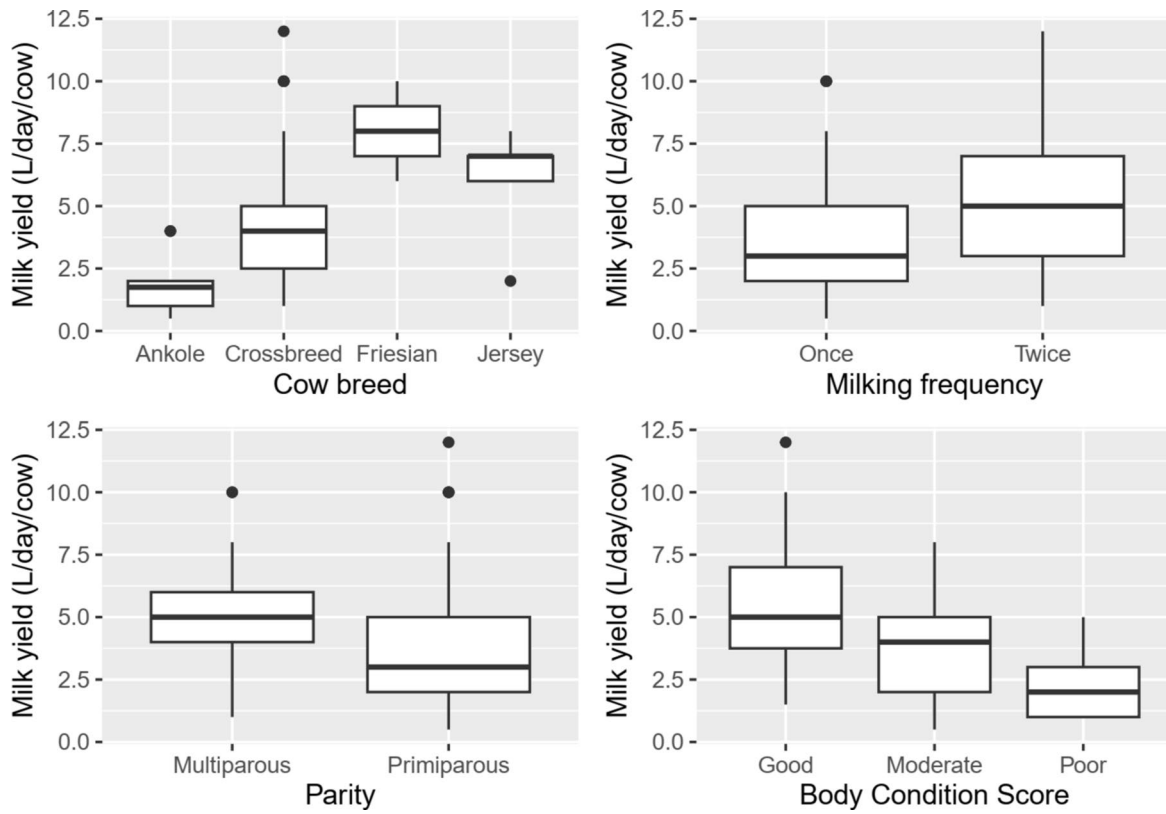 Milk yield (L/day/cow)
12.5
10.0
7.5
5.0
2.5
0.0
Ankole Crossbreed Friesian Jersey
Cow breed
Milk yield (L/day/cow)
12.5
10.0
7.5
5.0
2.5
0.0
Once Twice
Milking frequency
Milk yield (L/day/cow)
12.5
10.0
7.5
5.0
2.5
0.0
Multiparous Primiparous
Parity
Milk yield (L/day/cow)
12.5
10.0
7.5
5.0
2.5
0.0
Good Moderate Poor
Body Condition Score